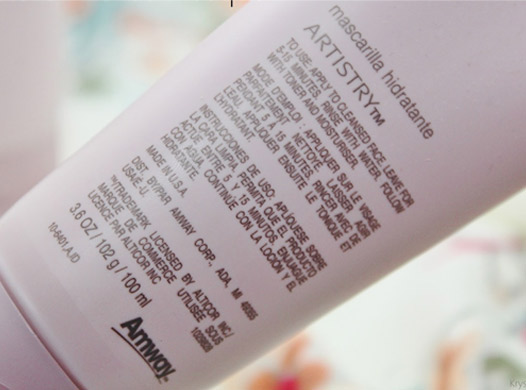 mascarilla hidratante
ARTISTRY™
TO USE: APPLY TO CLEANSED FACE. LEAVE FOR
5-15 MINUTES. RINSE WITH WATER. FOLLOW
WITH TONER AND MOISTURISER.
MODE D'EMPLOI : APPLIQUER SUR LE VISAGE
PARFAITEMENT NETTOYÉ. LAISSER AGIR
PENDANT 5 À 15 MINUTES. RINCER AVEC DE
L'EAU. APPLIQUER ENSUITE LE TONIQUE ET
L'HYDRATANT.
INSTRUCCIONES DE USO: APLÍQUESE SOBRE
LA CARA LIMPIA. PERMITA QUE EL PRODUCTO
ACTÚE ENTRE 5 Y 15 MINUTOS. ENJUAGUE
CON AGUA. CONTINÚE CON LA LOCIÓN Y EL
HIDRATANTE.
MADE IN U.S.A.
DIST. BY/PAR AMWAY CORP., ADA, MI 49355
USAE-U
TRADEMARK LICENSED BY ALTICOR INC./
MARQUE DE COMMERCE UTILISÉE SOUS
LICENCE PAR ALTICOR INC
3.6 OZ/102 g/100 ml
Amway